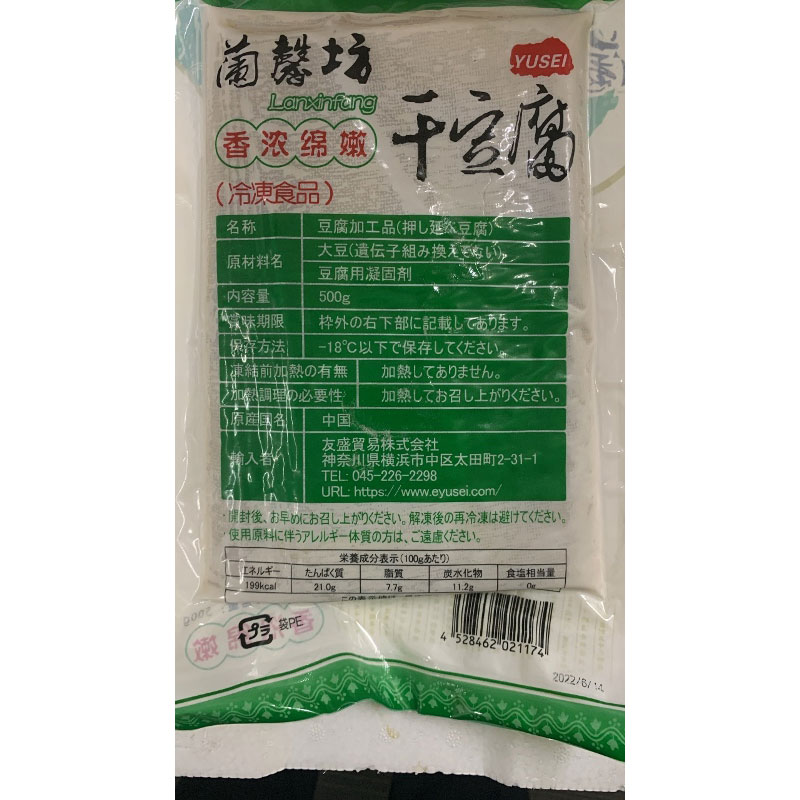 蘭馨坊
Lanxinfang
YUSEI
香浓绵嫩
干豆腐
(冷凍食品)
名称 豆腐加工品(押し延べ豆腐)
原材料名 大豆(遺伝子組み換えでない)
豆腐用凝固剤
内容量 500g
賞味期限 枠外の右下部に記載してあります。
保存方法 -18℃以下で保存してください。
凍結前加熱の有無 加熱してありません。
加熱調理の必要性 加熱してお召し上がりください。
原産国名 中国
輸入者 友盛貿易株式会社
神奈川県横浜市中区太田町2-31-1
TEL: 045-226-2298
URL: https://www.eyusei.com/
・開封後、お早めにお召し上がりください。解凍後の再冷凍は避けてください。
・使用原料に伴うアレルギー体質の方は、ご遠慮ください。
栄養成分表示(100gあたり)
エネルギー たんぱく質 脂質 炭水化物 食塩相当量
199kcal 21.0g 7.7g 11.2g 0g
プラ 袋PE
4 528462 021174
2022/6/14
500g
香浓绵嫩